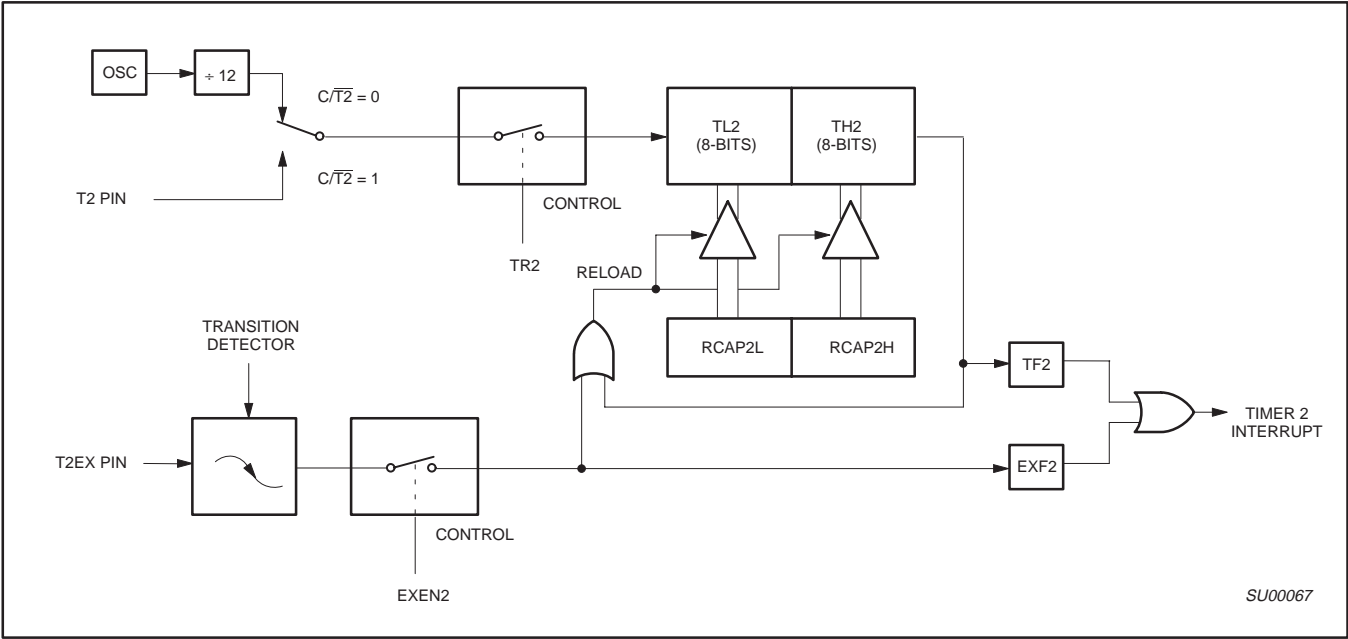 OSC
÷ 12
C/T2 = 0
C/T2 = 1
T2 PIN
CONTROL
TR2
TL2
(8-BITS)
TH2
(8-BITS)
RELOAD
RCAP2L
RCAP2H
TRANSITION
DETECTOR
T2EX PIN
CONTROL
EXEN2
TF2
EXF2
TIMER 2
INTERRUPT
SU00067